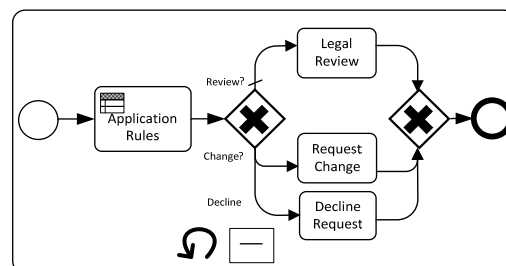 Legal
Review
Review?
Application
Rules
Change?
Request
Change
Decline
Decline
Request